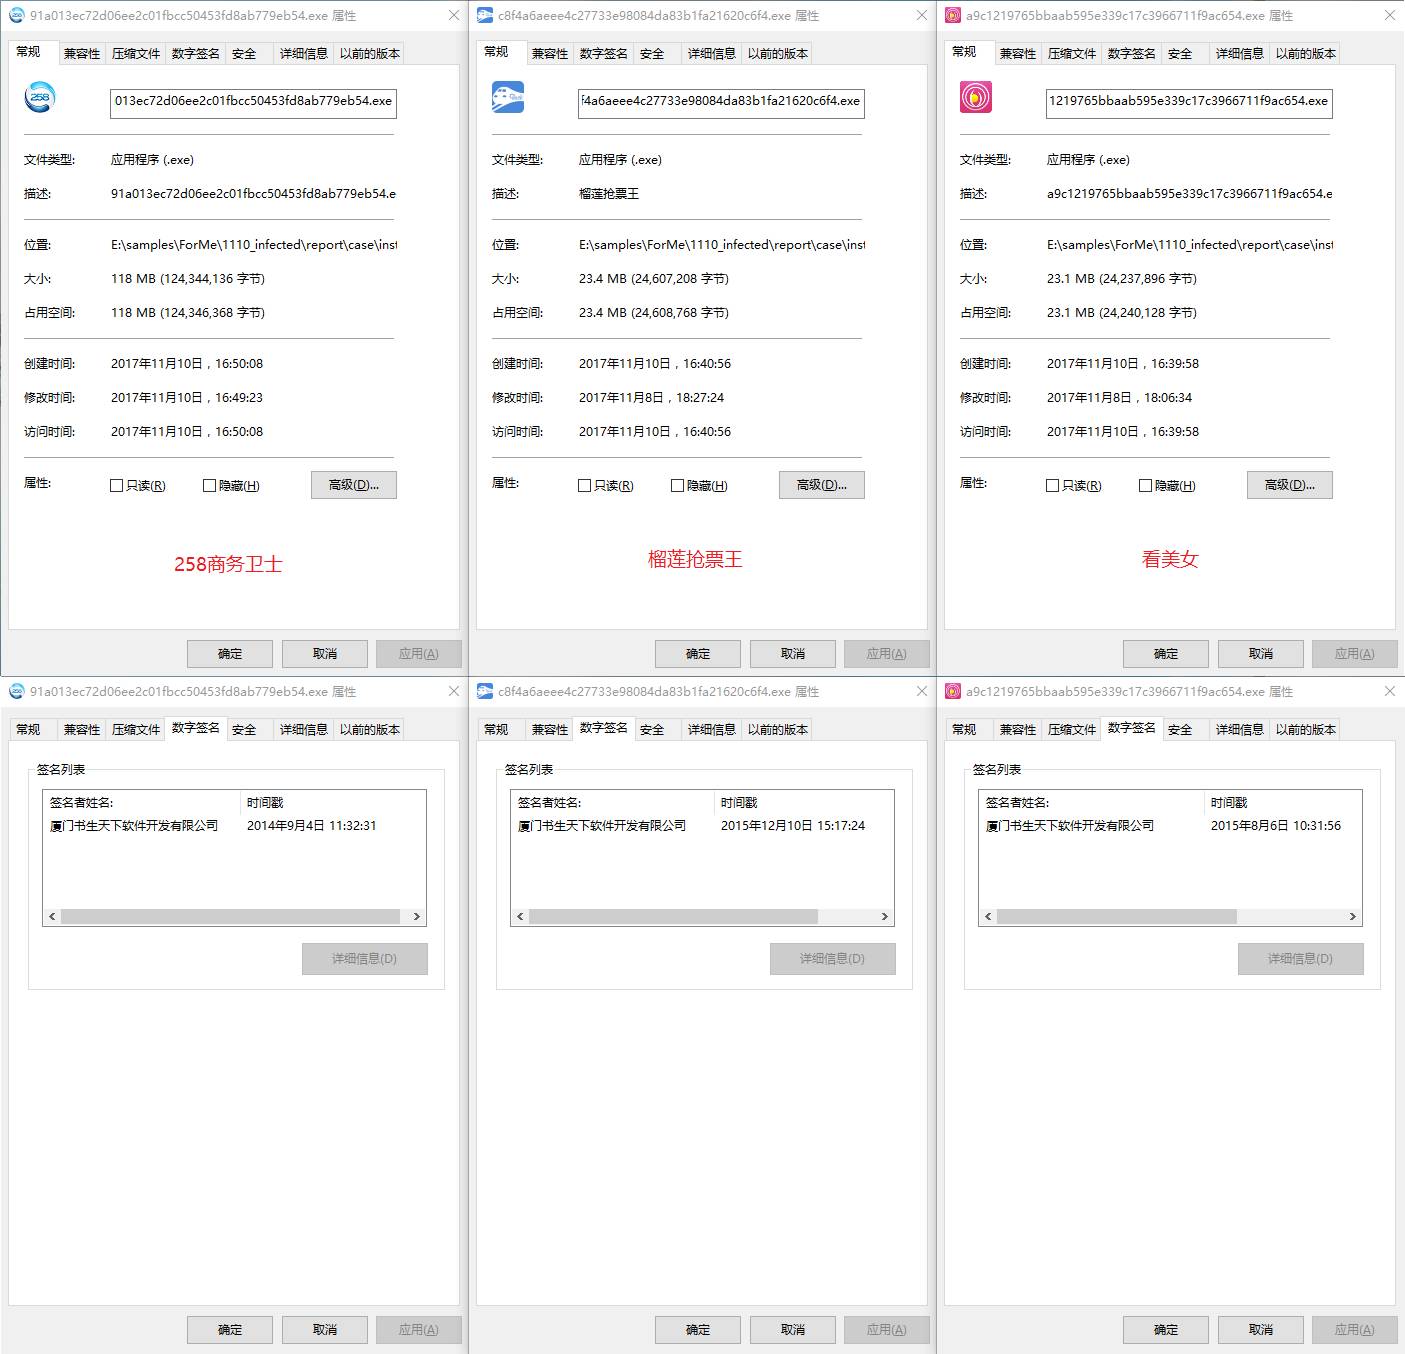 91a013ec72d06ee2c01fbcc50453fd8ab779eb54.exe 属性
常规 兼容性 压缩文件 数字签名 安全 详细信息 以前的版本
258
013ec72d06ee2c01fbcc50453fd8ab779eb54.exe
文件类型: 应用程序 (.exe)
描述: 91a013ec72d06ee2c01fbcc50453fd8ab779eb54.e
位置: E:\samples\ForMe\1110_infected\report\case\inst
大小: 118 MB (124,344,136 字节)
占用空间: 118 MB (124,346,368 字节)
创建时间: 2017年11月10日，16:50:08
修改时间: 2017年11月10日，16:49:23
访问时间: 2017年11月10日，16:50:08
属性: 只读(R) 隐藏(H) 高级(D)...
258商务卫士
确定 取消 应用(A)
c8f4a6aeee4c27733e98084da83b1fa21620c6f4.exe 属性
常规 兼容性 数字签名 安全 详细信息 以前的版本
f4a6aeee4c27733e98084da83b1fa21620c6f4.exe
文件类型: 应用程序 (.exe)
描述: 榴莲抢票王
位置: E:\samples\ForMe\1110_infected\report\case\inst
大小: 23.4 MB (24,607,208 字节)
占用空间: 23.4 MB (24,608,768 字节)
创建时间: 2017年11月10日，16:40:56
修改时间: 2017年11月8日，18:27:24
访问时间: 2017年11月10日，16:40:56
属性: 只读(R) 隐藏(H) 高级(D)...
榴莲抢票王
确定 取消 应用(A)
a9c1219765bbaab595e339c17c3966711f9ac654.exe 属性
常规 兼容性 压缩文件 数字签名 安全 详细信息 以前的版本
1219765bbaab595e339c17c3966711f9ac654.exe
文件类型: 应用程序 (.exe)
描述: a9c1219765bbaab595e339c17c3966711f9ac654.e
位置: E:\samples\ForMe\1110_infected\report\case\inst
大小: 23.1 MB (24,237,896 字节)
占用空间: 23.1 MB (24,240,128 字节)
创建时间: 2017年11月10日，16:39:58
修改时间: 2017年11月8日，18:06:34
访问时间: 2017年11月10日，16:39:58
属性: 只读(R) 隐藏(H) 高级(D)...
看美女
确定 取消 应用(A)
91a013ec72d06ee2c01fbcc50453fd8ab779eb54.exe 属性
常规 兼容性 压缩文件 数字签名 安全 详细信息 以前的版本
签名列表
签名者姓名: 时间戳
厦门书生天下软件开发有限公司 2014年9月4日 11:32:31
详细信息(D)
确定 取消 应用(A)
c8f4a6aeee4c27733e98084da83b1fa21620c6f4.exe 属性
常规 兼容性 数字签名 安全 详细信息 以前的版本
签名列表
签名者姓名: 时间戳
厦门书生天下软件开发有限公司 2015年12月10日 15:17:24
详细信息(D)
确定 取消 应用(A)
a9c1219765bbaab595e339c17c3966711f9ac654.exe 属性
常规 兼容性 压缩文件 数字签名 安全 详细信息 以前的版本
签名列表
签名者姓名: 时间戳
厦门书生天下软件开发有限公司 2015年8月6日 10:31:56
详细信息(D)
确定 取消 应用(A)